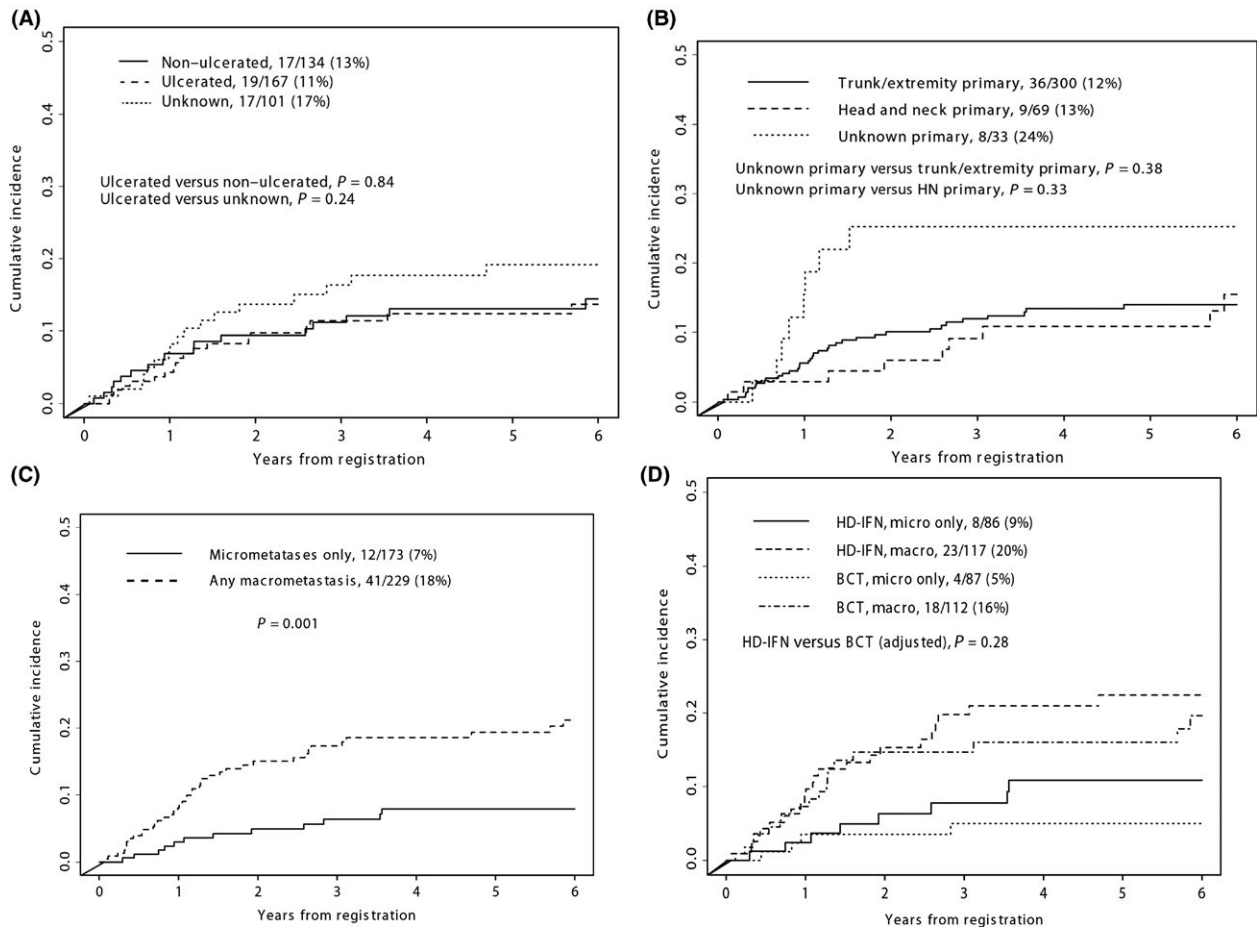 (A)
0.5
0.4
0.3
0.2
0.1
0.0
Cumulative incidence
Non–ulcerated, 17/134 (13%)
Ulcerated, 19/167 (11%)
Unknown, 17/101 (17%)
Ulcerated versus non–ulcerated, P = 0.84
Ulcerated versus unknown, P = 0.24
0 1 2 3 4 5 6
Years from registration
(B)
0.5
0.4
0.3
0.2
0.1
0.0
Cumulative incidence
Trunk/extremity primary, 36/300 (12%)
Head and neck primary, 9/69 (13%)
Unknown primary, 8/33 (24%)
Unknown primary versus trunk/extremity primary, P = 0.38
Unknown primary versus HN primary, P = 0.33
0 1 2 3 4 5 6
Years from registration
(C)
0.5
0.4
0.3
0.2
0.1
0.0
Cumulative incidence
Micrometatases only, 12/173 (7%)
Any macrometastasis, 41/229 (18%)
P = 0.001
0 1 2 3 4 5 6
Years from registration
(D)
0.5
0.4
0.3
0.2
0.1
0.0
Cumulative incidence
HD-IFN, micro only, 8/86 (9%)
HD-IFN, macro, 23/117 (20%)
BCT, micro only, 4/87 (5%)
BCT, macro, 18/112 (16%)
HD-IFN versus BCT (adjusted), P = 0.28
0 1 2 3 4 5 6
Years from registration